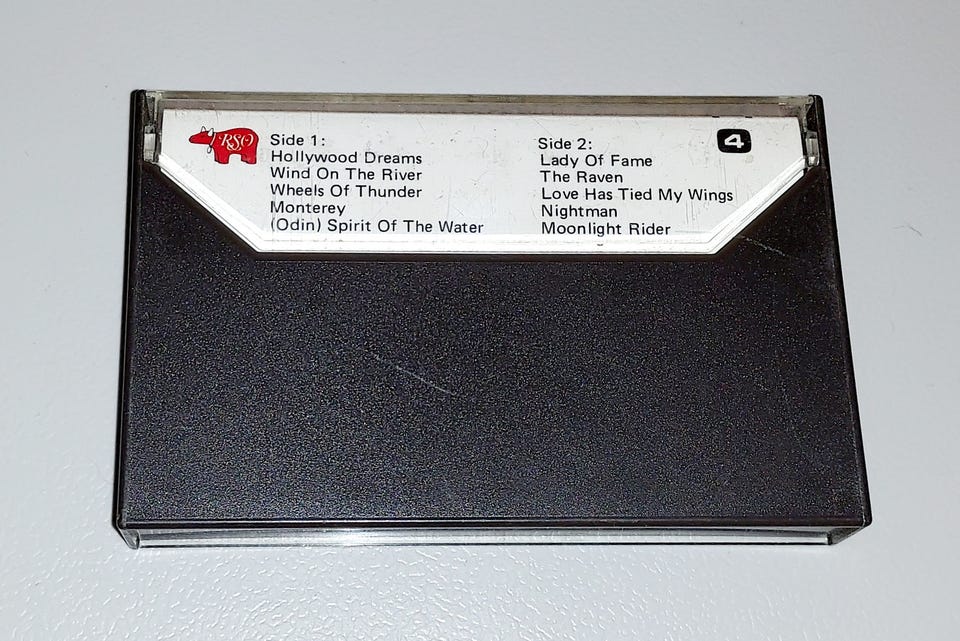 RSO
Side 1:
Hollywood Dreams
Wind On The River
Wheels Of Thunder
Monterey
(Odin) Spirit Of The Water
Side 2:
Lady Of Fame
The Raven
Love Has Tied My Wings
Nightman
Moonlight Rider
4